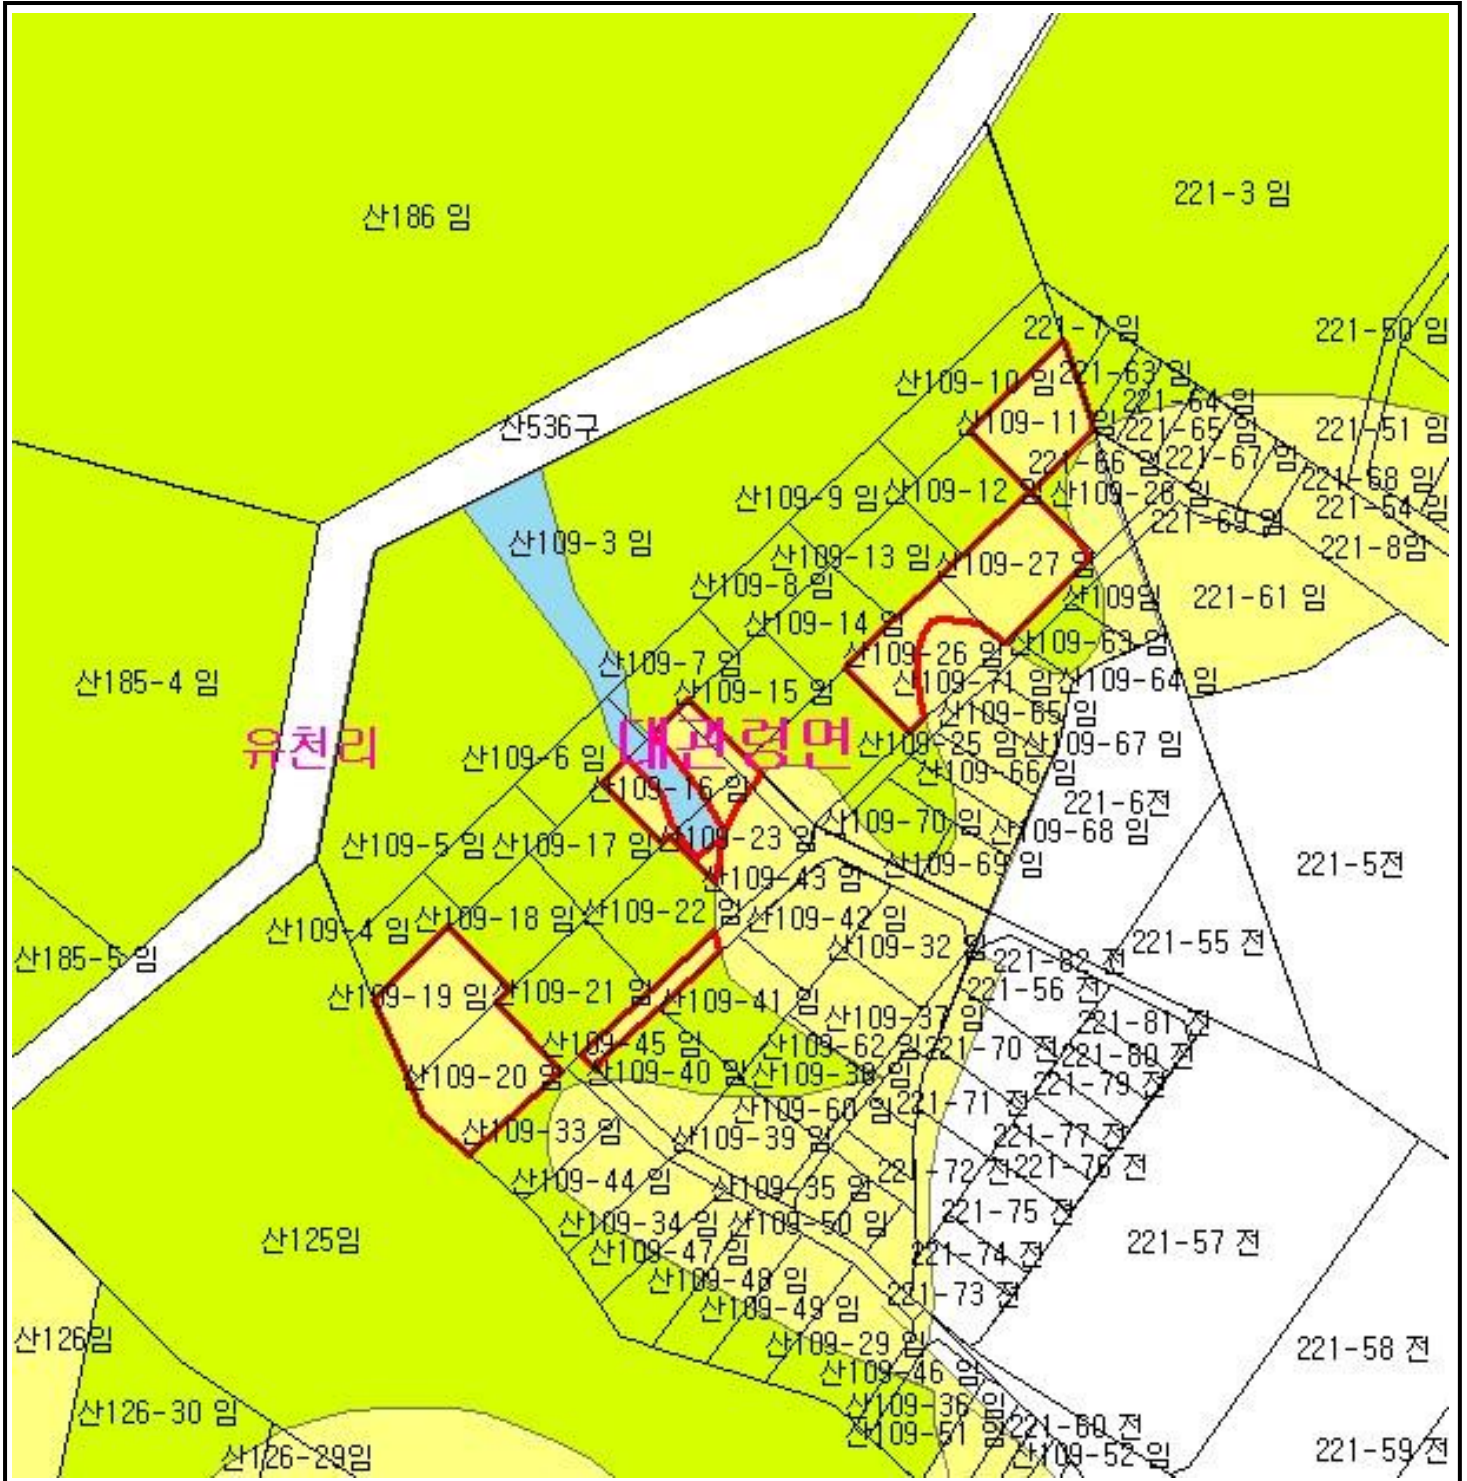 산186 임
221-3 임
221-7 임
221-50 임
산109-10 임
221-63 임
221-64 임
산109-11 임
221-65 임
221-51 임
산536구
221-66 임
221-67 임
221-68 임
산109-9 임
산109-12 임
산109-28 임
221-54 임
221-69 임
산109-3 임
산109-13 임
산109-27 임
221-8임
산109-8 임
산109임
221-61 임
산109-14 임
산109-7 임
산109-26 임
산109-63 임
산185-4 임
산109-15 임
산109-71 임
산109-64 임
산109-65 임
유천리
대관령면
산109-6 임
산109-25 임
산109-67 임
산109-66 임
산109-16 임
221-6전
산109-5 임
산109-17 임
산109-23 임
산109-70 임
산109-68 임
산109-69 임
221-5전
산109-43 임
산109-4 임
산109-18 임
산109-22 임
산109-42 임
산109-32 임
221-55 전
산185-5 임
221-82 전
산109-19 임
산109-21 임
산109-41 임
221-56 전
산109-37 임
221-81 전
산109-45 임
산109-62 임
221-70 전
221-80 전
산109-20 임
산109-40 임
산109-38 임
221-79 전
산109-60 임
221-71 전
산109-33 임
산109-39 임
221-77 전
산109-44 임
산109-35 임
221-72 전
221-76 전
산109-34 임
산109-50 임
221-75 전
산125임
산109-47 임
221-74 전
221-57 전
산109-48 임
221-73 전
산109-49 임
산126임
산109-29 임
221-58 전
산109-46 임
산126-30 임
산109-36 임
221-60 전
산109-51 임
산126-29임
산109-52 임
221-59 전